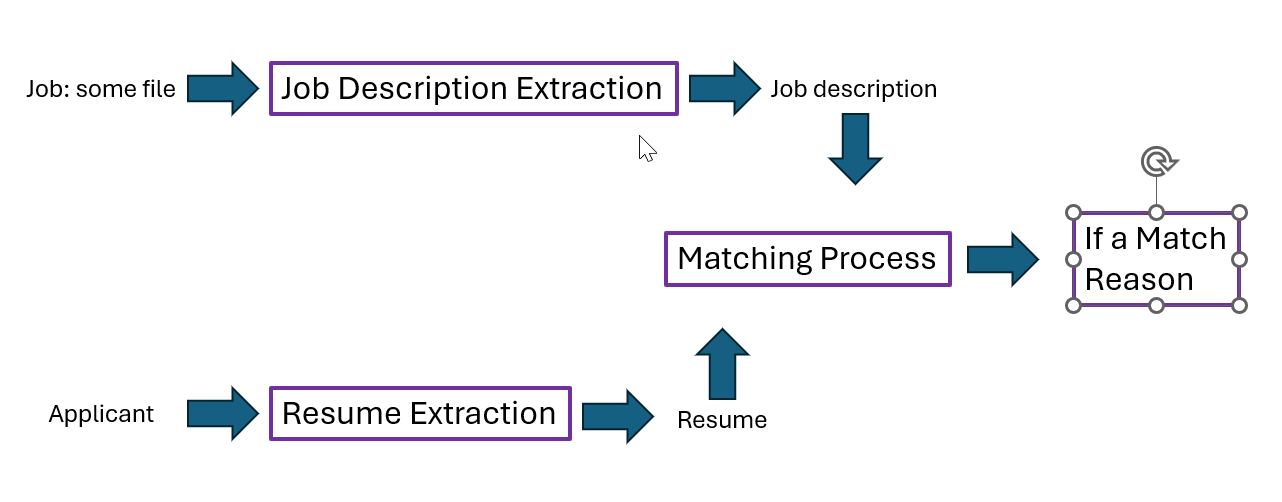 Job: some file
Job Description Extraction
Job description
Matching Process
If a Match
Reason
Applicant
Resume Extraction
Resume